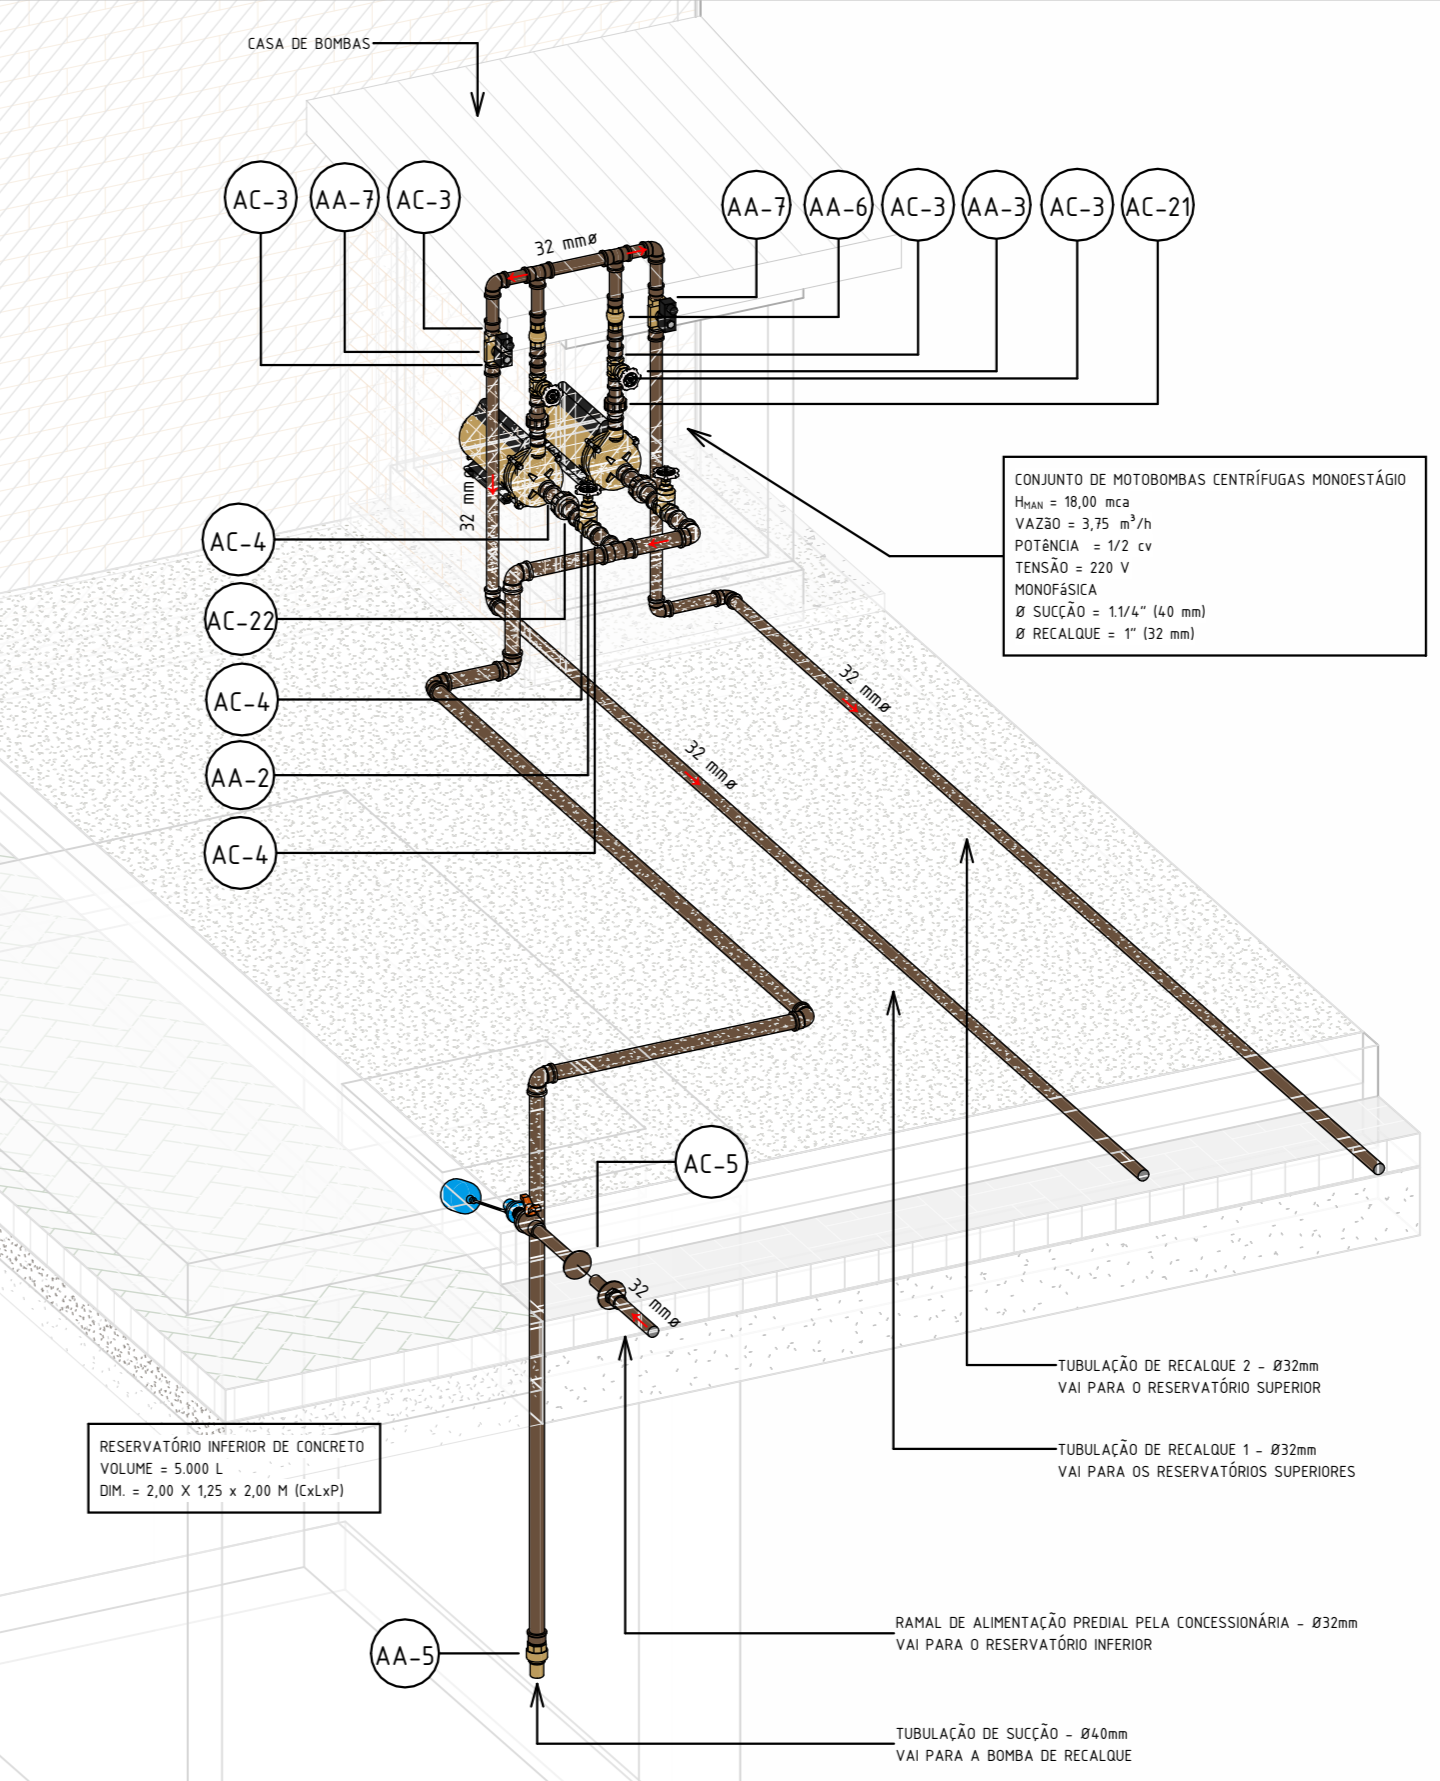 CASA DE BOMBAS
AC-3
AA-7
AC-3
AA-7
AA-6
AC-3
AA-3
AC-3
AC-21
32 mmø
32 mm
CONJUNTO DE MOTOBOMBAS CENTRÍFUGAS MONOESTÁGIO
HMAN = 18,00 mca
VAZãO = 3,75 m³/h
POTêNCIA = 1/2 cv
TENSÃO = 220 V
MONOFáSICA
Ø SUCÇÃO = 1.1/4" (40 mm)
Ø RECALQUE = 1" (32 mm)
AC-4
AC-22
AC-4
AA-2
AC-4
32 mmø
32 mmø
AC-5
32 mmø
TUBULAÇÃO DE RECALQUE 2 - Ø32mm
VAI PARA O RESERVATÓRIO SUPERIOR
TUBULAÇÃO DE RECALQUE 1 - Ø32mm
VAI PARA OS RESERVATÓRIOS SUPERIORES
RESERVATÓRIO INFERIOR DE CONCRETO
VOLUME = 5.000 L
DIM. = 2,00 X 1,25 x 2,00 M (CxLxP)
RAMAL DE ALIMENTAÇÃO PREDIAL PELA CONCESSIONÁRIA - Ø32mm
VAI PARA O RESERVATÓRIO INFERIOR
AA-5
TUBULAÇÃO DE SUCÇÃO - Ø40mm
VAI PARA A BOMBA DE RECALQUE